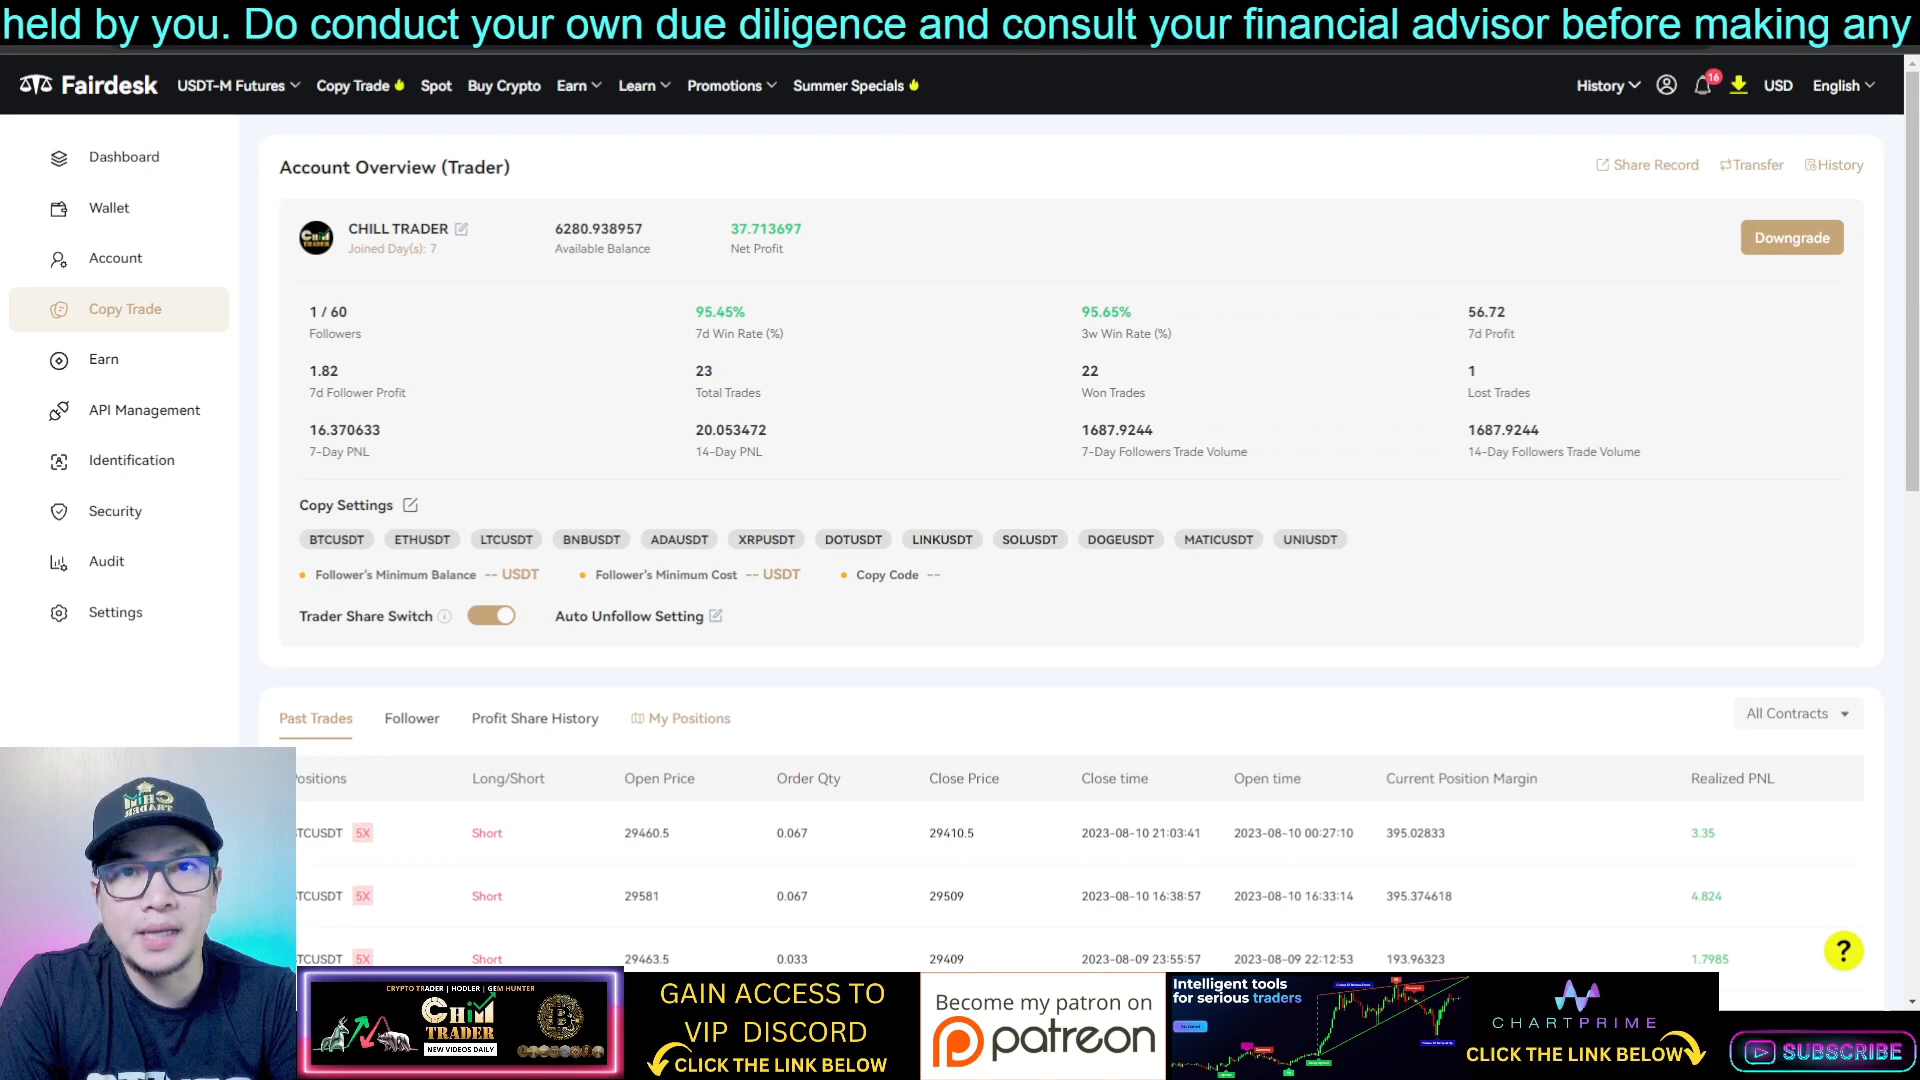 held by you. Do conduct your own due diligence and consult your financial advisor before making any
Fairdesk USDT-M Futures Copy Trade Spot Buy Crypto Earn Learn Promotions Summer Specials History 16 USD English
Dashboard
Wallet
Account
Copy Trade
Earn
API Management
Identification
Security
Audit
Settings
Account Overview (Trader) Share Record Transfer History
CHILL TRADER 6280.938957 37.713697 Downgrade
Joined Day(s): 7 Available Balance Net Profit
1 / 60 95.45% 95.65% 56.72
Followers 7d Win Rate (%) 3w Win Rate (%) 7d Profit
1.82 23 22 1
7d Follower Profit Total Trades Won Trades Lost Trades
16.370633 20.053472 1687.9244 1687.9244
7-Day PNL 14-Day PNL 7-Day Followers Trade Volume 14-Day Followers Trade Volume
Copy Settings
BTCUSDT ETHUSDT LTCUSDT BNBUSDT ADAUSDT XRPUSDT DOTUSDT LINKUSDT SOLUSDT DOGEUSDT MATICUSDT UNIUSDT
Follower's Minimum Balance -- USDT Follower's Minimum Cost -- USDT Copy Code --
Trader Share Switch Auto Unfollow Setting
Past Trades Follower Profit Share History My Positions All Contracts
ositions Long/Short Open Price Order Qty Close Price Close time Open time Current Position Margin Realized PNL
TCUSDT 5X Short 29460.5 0.067 29410.5 2023-08-10 21:03:41 2023-08-10 00:27:10 395.02833 3.35
TCUSDT 5X Short 29581 0.067 29509 2023-08-10 16:38:57 2023-08-10 16:33:14 395.374618 4.824
TCUSDT 5X Short 29463.5 0.033 29409 2023-08-09 23:55:57 2023-08-09 22:12:53 193.96323 1.7985
?
CRYPTO TRADER | HODLER | GEM HUNTER
CHILL
TRADER
NEW VIDEOS DAILY
GAIN ACCESS TO
VIP DISCORD
CLICK THE LINK BELOW
Become my patron on
patreon
Intelligent tools
for serious traders
CHARTPRIME
CLICK THE LINK BELOW
SUBSCRIBE